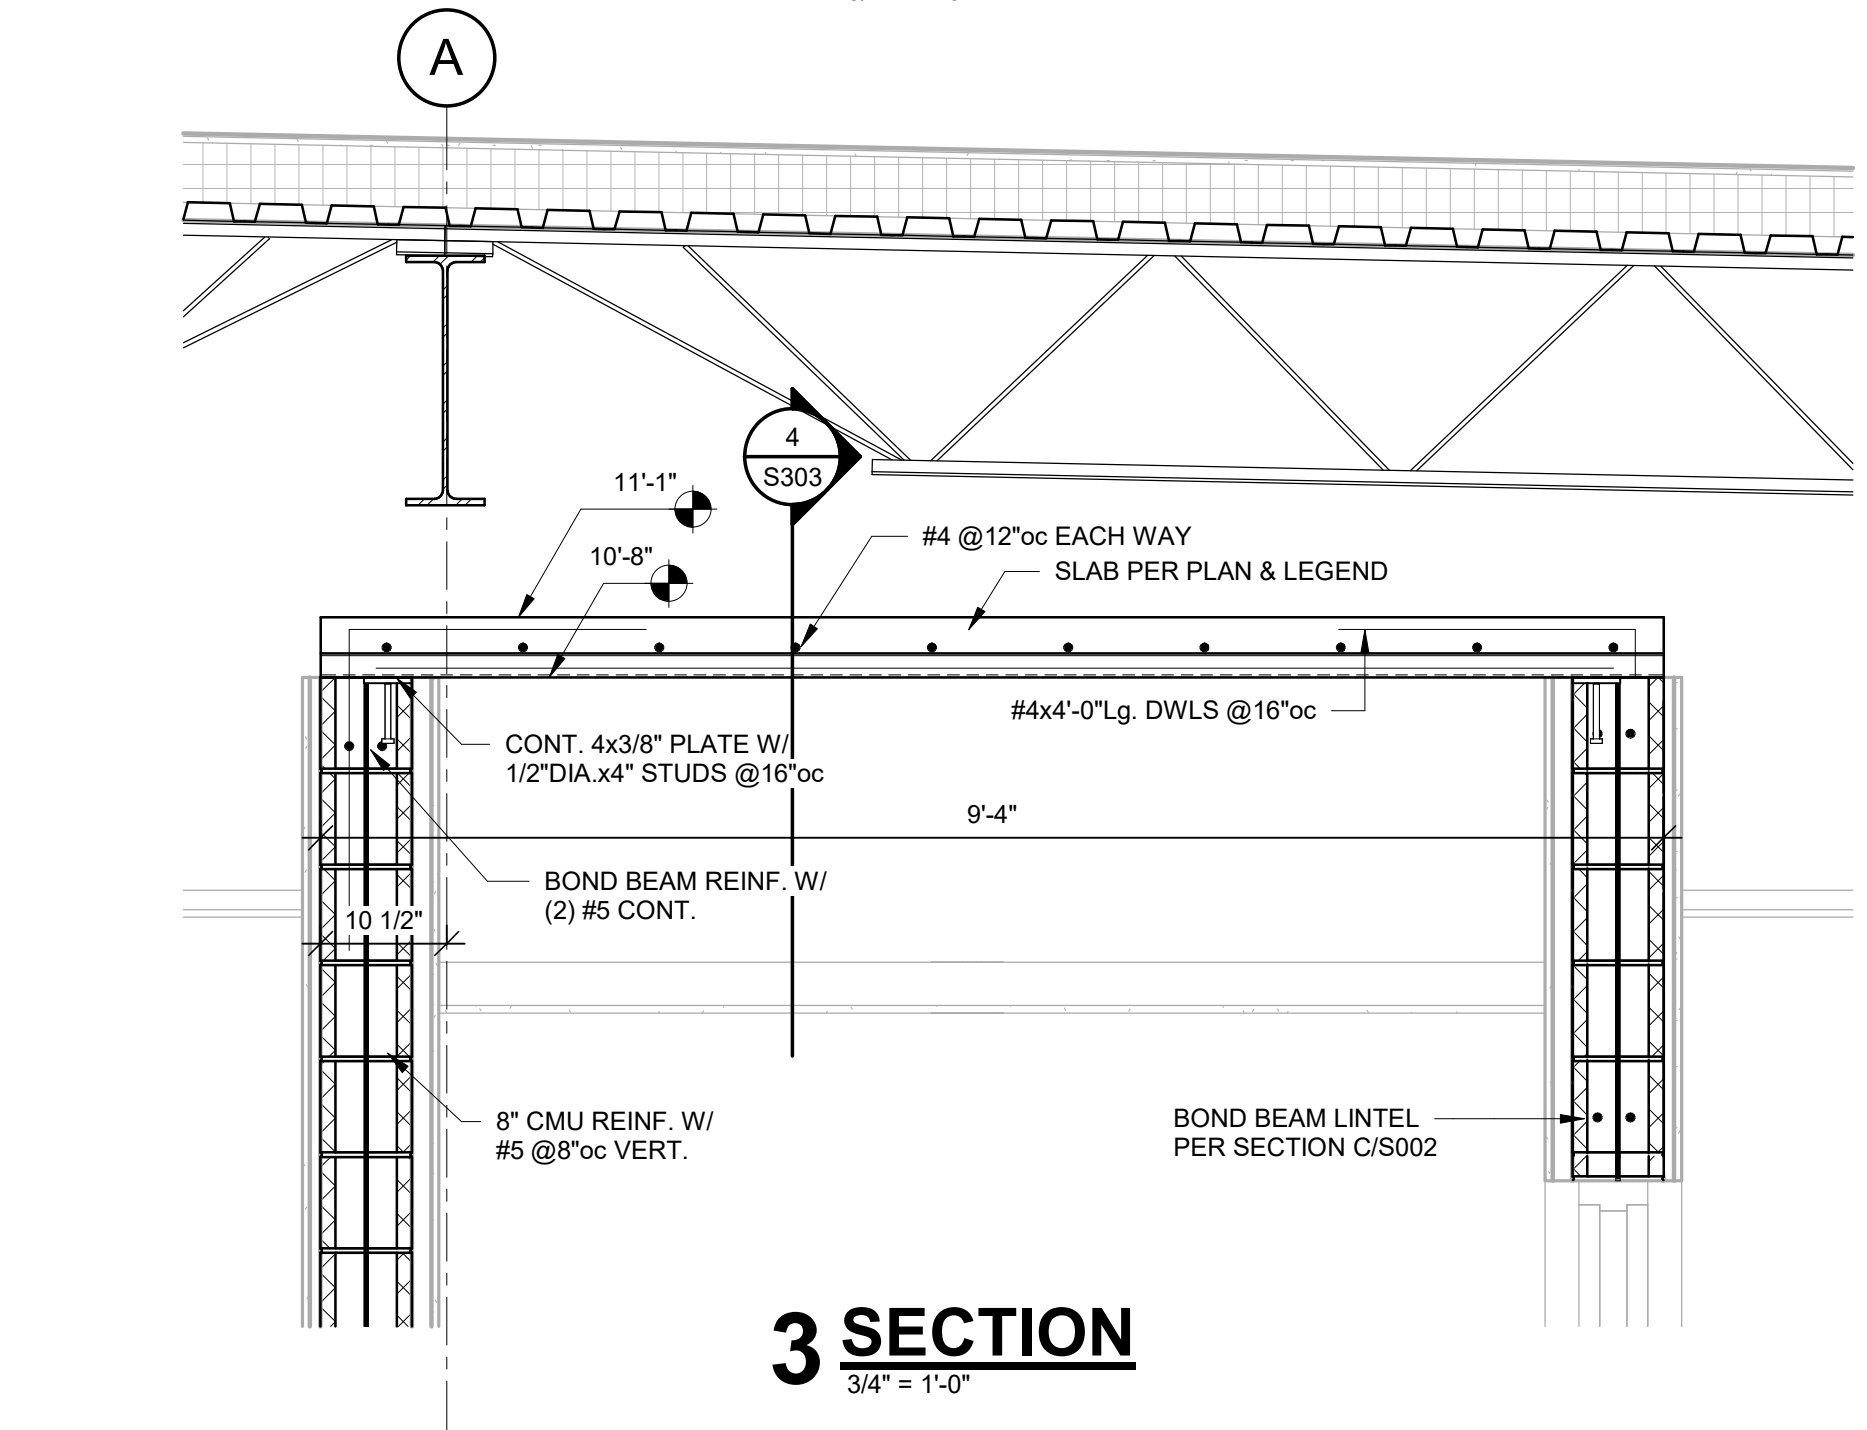 A
4
S303
11'-1"
10'-8"
#4 @12"oc EACH WAY
SLAB PER PLAN & LEGEND
#4x4'-0"Lg. DWLS @16"oc
CONT. 4x3/8" PLATE W/
1/2"DIA.x4" STUDS @16"oc
9'-4"
BOND BEAM REINF. W/
(2) #5 CONT.
10 1/2"
8" CMU REINF. W/
#5 @8"oc VERT.
BOND BEAM LINTEL
PER SECTION C/S002
3 SECTION
3/4" = 1'-0"